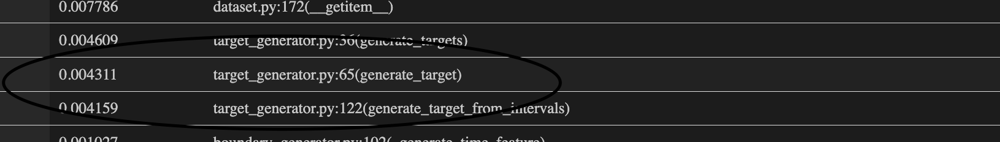 0.007786 dataset.py:172(__getitem__)
0.004609 target_generator.py:36(generate_targets)
0.004311 target_generator.py:65(generate_target)
0.004159 target_generator.py:122(generate_target_from_intervals)
0.001027 boundary_generator.py:102(_generate_time_feature)